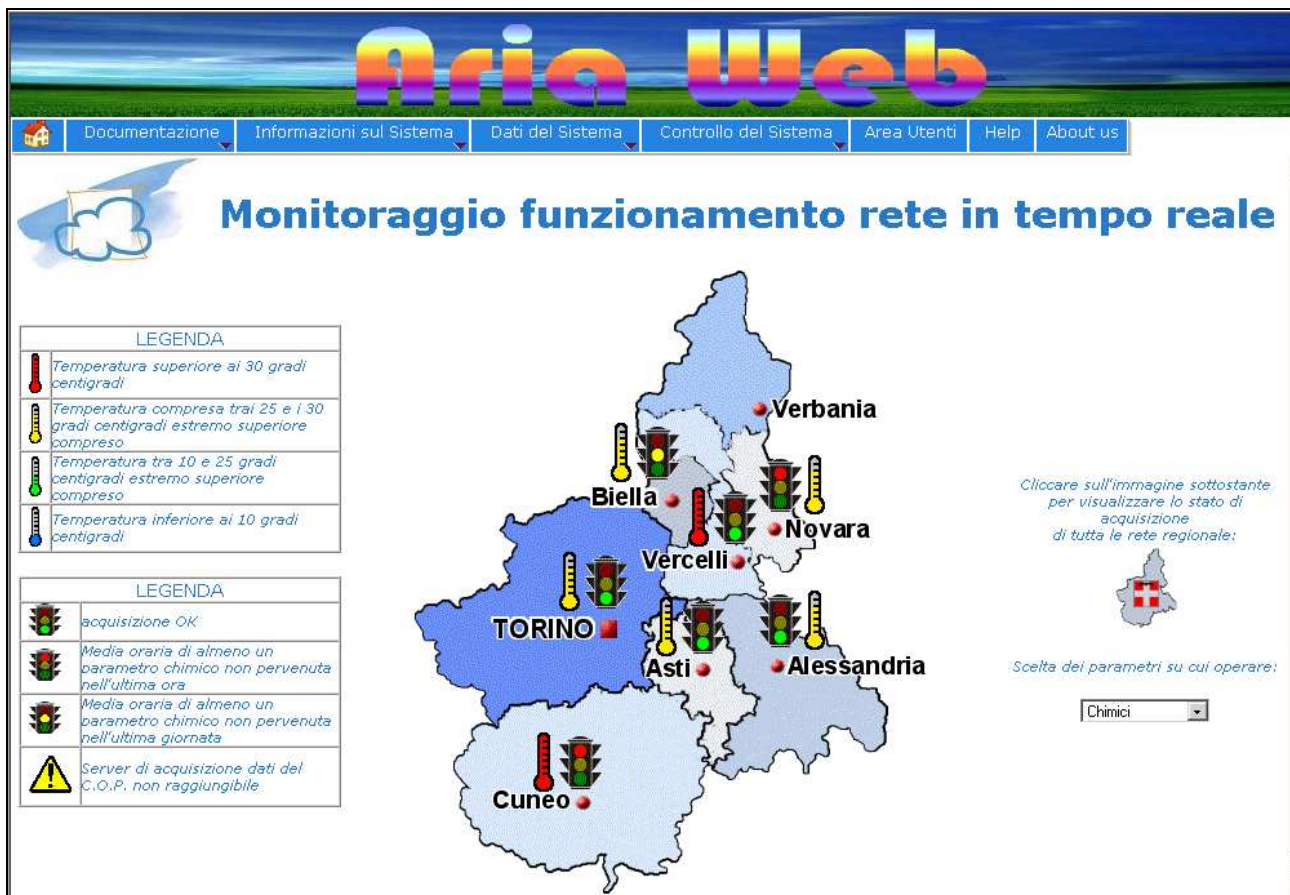 Aria Web
Documentazione
Informazioni sul Sistema
Dati del Sistema
Controllo del Sistema
Area Utenti
Help
About us
Monitoraggio funzionamento rete in tempo reale
LEGENDA
Temperatura superiore ai 30 gradi
centigradi
Temperatura compresa trai 25 e i 30
gradi centigradi estremo superiore
compreso
Temperatura tra 10 e 25 gradi
centigradi estremo superiore
compreso
Temperatura inferiore ai 10 gradi
centigradi
LEGENDA
acquisizione OK
Media oraria di almeno un
parametro chimico non pervenuta
nell'ultima ora
Media oraria di almeno un
parametro chimico non pervenuta
nell'ultima giornata
Server di acquisizione dati del
C.O.P. non raggiungibile
Verbania
Biella
Novara
Vercelli
TORINO
Asti
Alessandria
Cuneo
Cliccare sull'immagine sottostante
per visualizzare lo stato di
acquisizione
di tutta le rete regionale:
Scelta dei parametri su cui operare:
Chimici